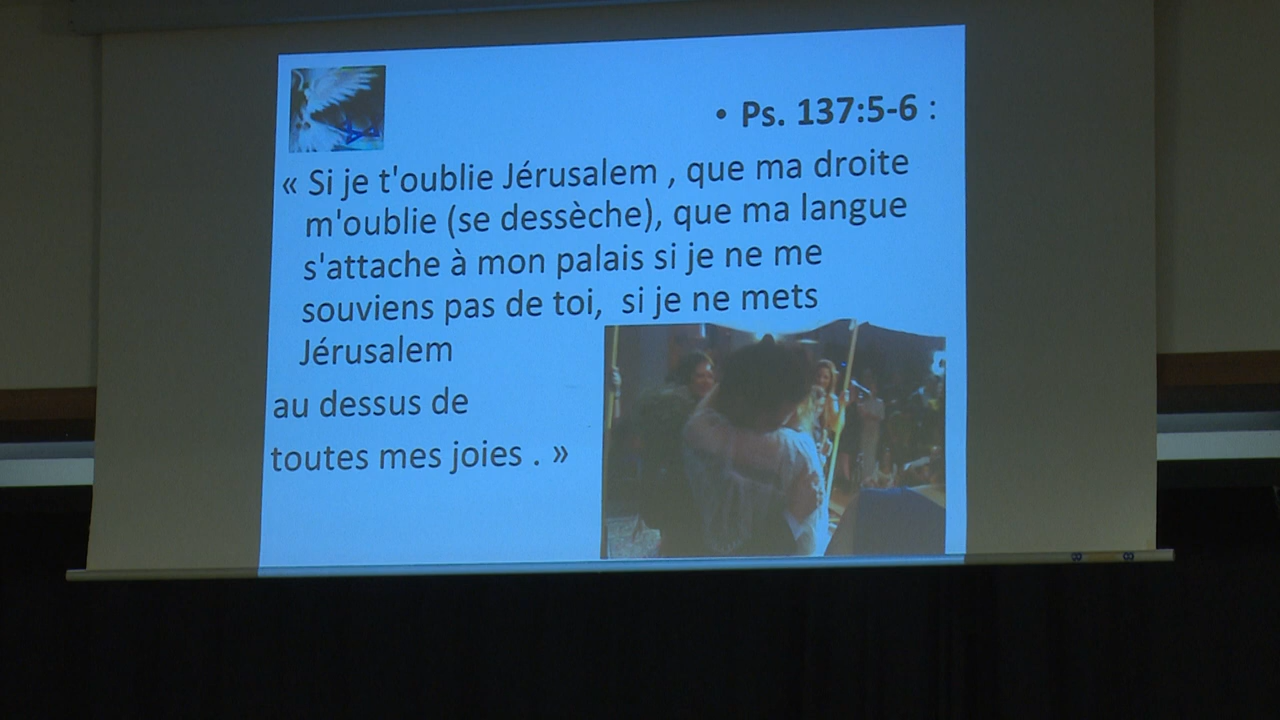 • Ps. 137:5-6 :
« Si je t'oublie Jérusalem , que ma droite
m'oublie (se dessèche), que ma langue
s'attache à mon palais si je ne me
souviens pas de toi, si je ne mets
Jérusalem
au dessus de
toutes mes joies . »